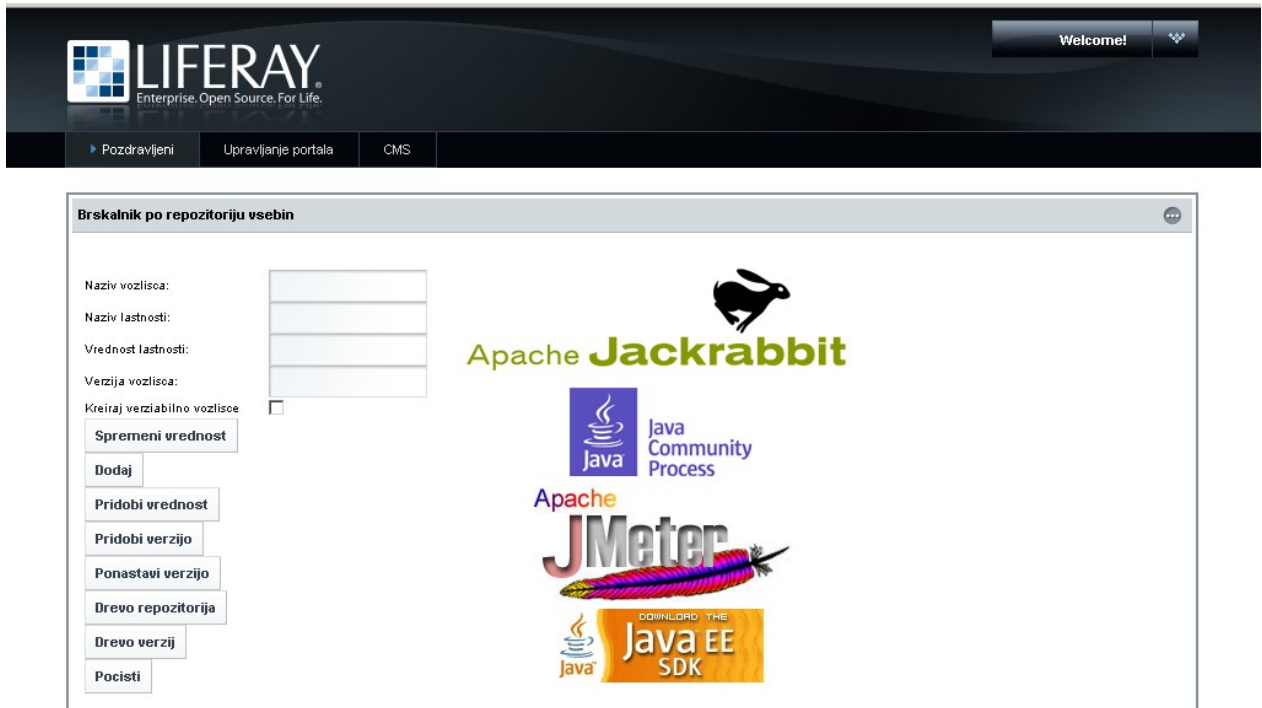 Welcome!
LIFERAY.
Enterprise. Open Source. For Life.
Pozdravljeni Upravljanje portala CMS
Brskalnik po repozitoriju vsebin
Naziv vozlisca:
Naziv lastnosti:
Vrednost lastnosti:
Verzija vozlisca:
Kreiraj verziabilno vozlisce
Spremeni vrednost
Dodaj
Pridobi vrednost
Pridobi verzijo
Ponastavi verzijo
Drevo repozitorija
Drevo verzij
Pocisti
Apache Jackrabbit
Java
Java
Community
Process
Apache
JMeter
Java
DOWNLOAD THE
Java EE
SDK